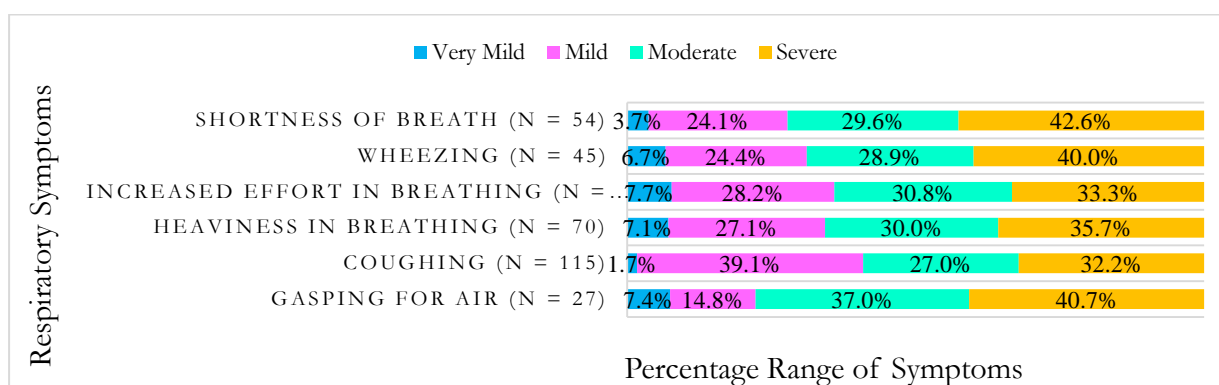 Very Mild Mild Moderate Severe
Respiratory Symptoms
SHORTNESS OF BREATH (N = 54) 3.7% 24.1% 29.6% 42.6%
WHEEZING (N = 45) 6.7% 24.4% 28.9% 40.0%
INCREASED EFFORT IN BREATHING (N = ... 7.7% 28.2% 30.8% 33.3%
HEAVINESS IN BREATHING (N = 70) 7.1% 27.1% 30.0% 35.7%
COUGHING (N = 115) 1.7% 39.1% 27.0% 32.2%
GASPING FOR AIR (N = 27) 7.4% 14.8% 37.0% 40.7%
Percentage Range of Symptoms